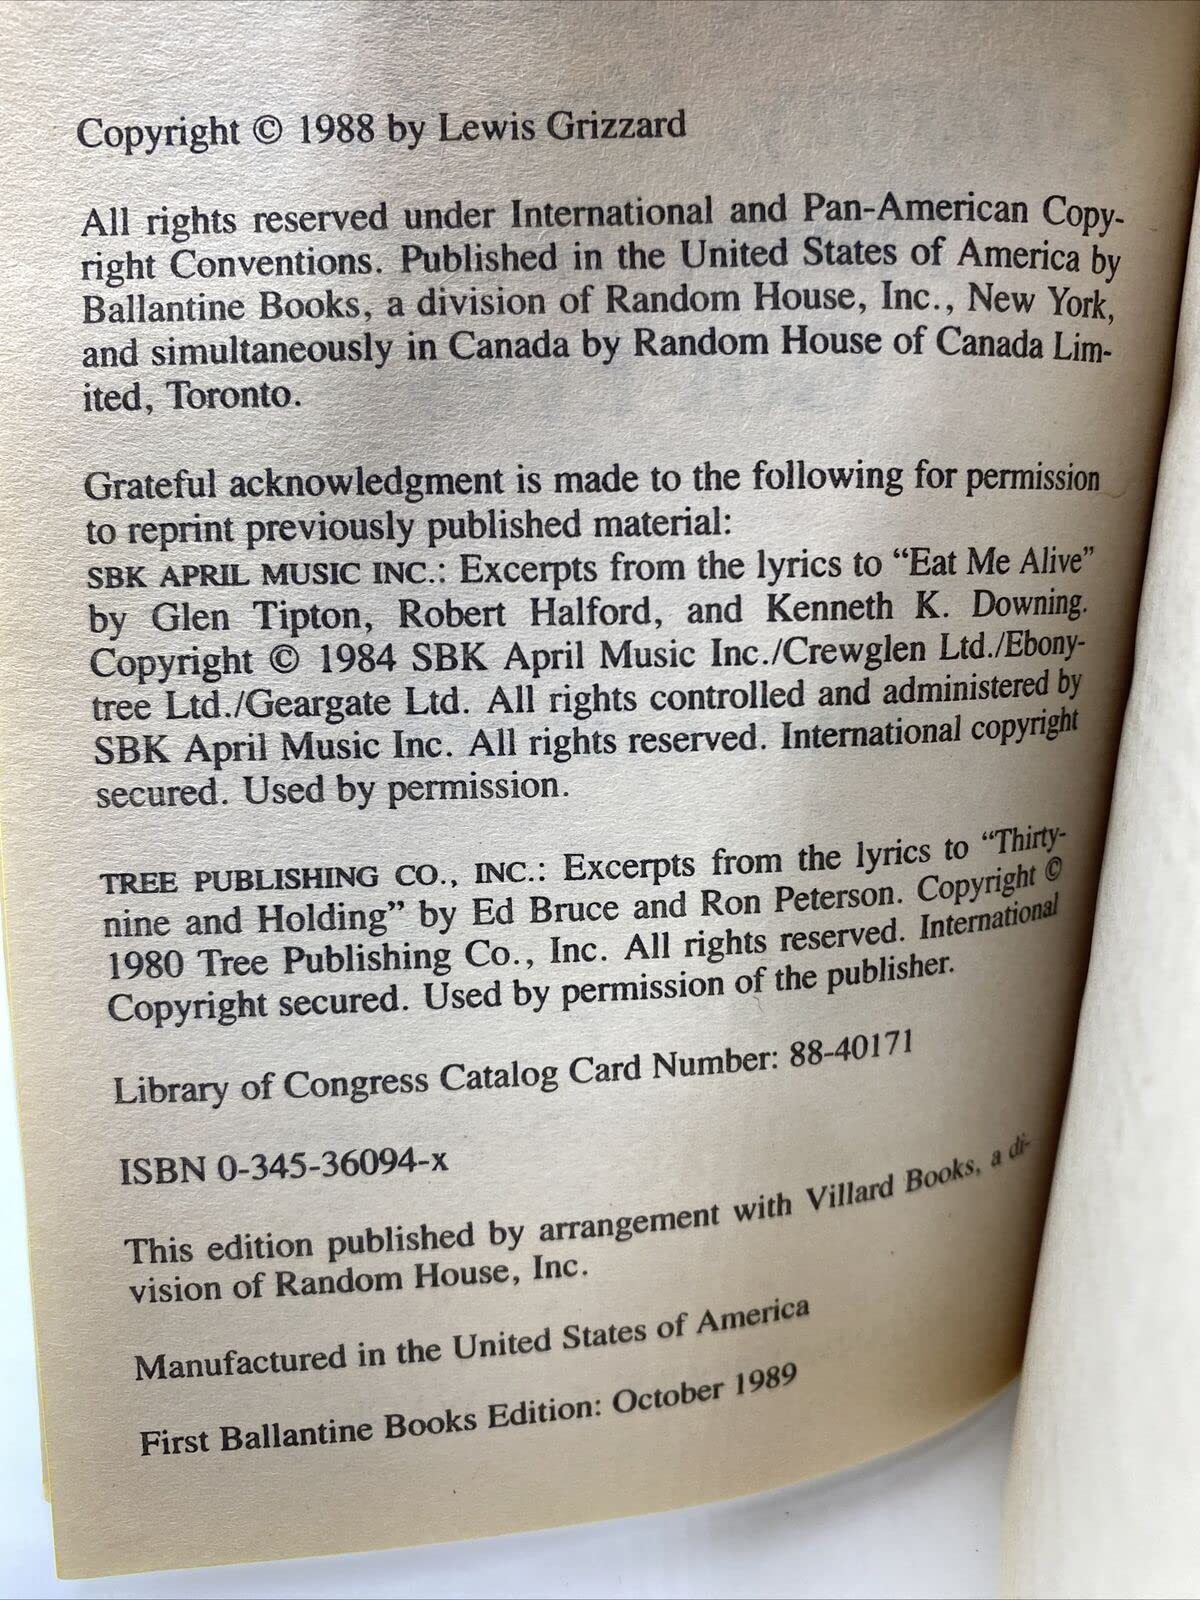 Copyright © 1988 by Lewis Grizzard
All rights reserved under International and Pan-American Copy-
right Conventions. Published in the United States of America by
Ballantine Books, a division of Random House, Inc., New York,
and simultaneously in Canada by Random House of Canada Lim-
ited, Toronto.
Grateful acknowledgment is made to the following for permission
to reprint previously published material:
SBK APRIL MUSIC INC.: Excerpts from the lyrics to “Eat Me Alive”
by Glen Tipton, Robert Halford, and Kenneth K. Downing.
Copyright © 1984 SBK April Music Inc./Crewglen Ltd./Ebony-
tree Ltd./Geargate Ltd. All rights controlled and administered by
SBK April Music Inc. All rights reserved. International copyright
secured. Used by permission.
TREE PUBLISHING CO., INC.: Excerpts from the lyrics to “Thirty-
nine and Holding” by Ed Bruce and Ron Peterson. Copyright ©
1980 Tree Publishing Co., Inc. All rights reserved. International
Copyright secured. Used by permission of the publisher.
Library of Congress Catalog Card Number: 88-40171
ISBN 0-345-36094-x
This edition published by arrangement with Villard Books, a di-
vision of Random House, Inc.
Manufactured in the United States of America
First Ballantine Books Edition: October 1989